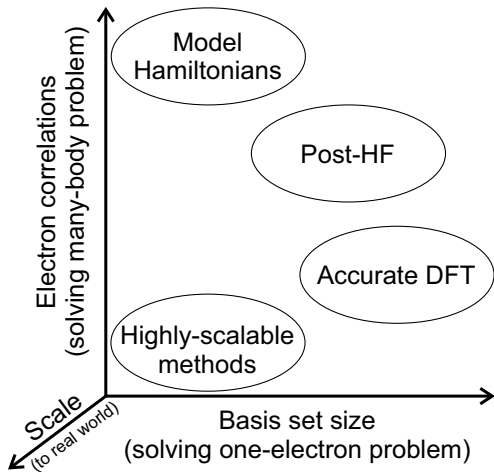 Electron correlations
(solving many-body problem)
Model
Hamiltonians
Post-HF
Accurate DFT
Highly-scalable
methods
Scale
(to real world)
Basis set size
(solving one-electron problem)